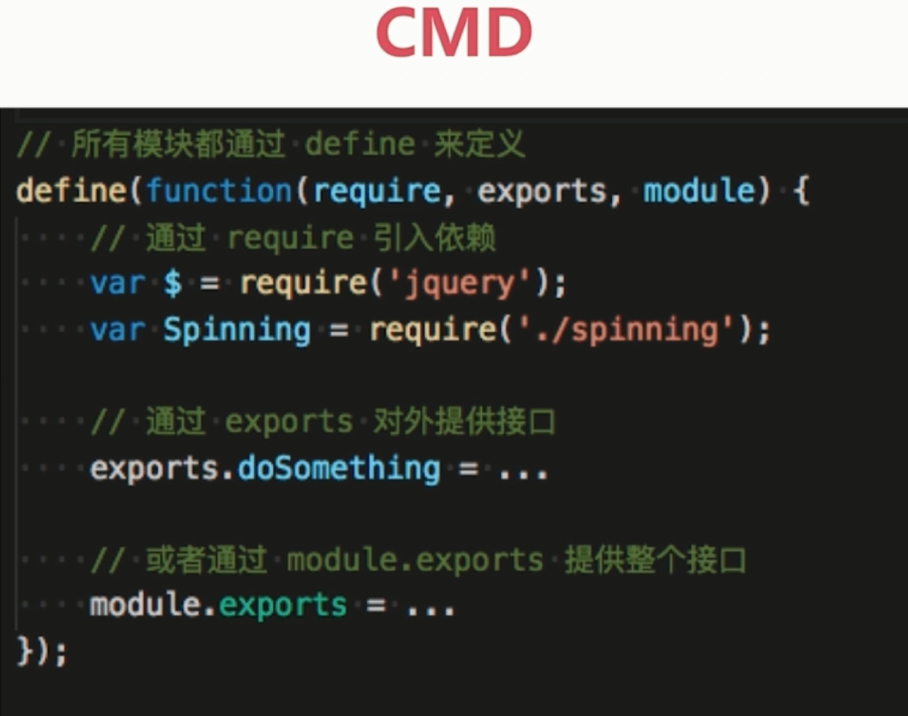 CMD
// 所有模块都通过 define 来定义
define(function(require, exports, module) {
    // 通过 require 引入依赖
    var $ = require('jquery');
    var Spinning = require('./spinning');
    // 通过 exports 对外提供接口
    exports.doSomething = ...
    // 或者通过 module.exports 提供整个接口
    module.exports = ...
});